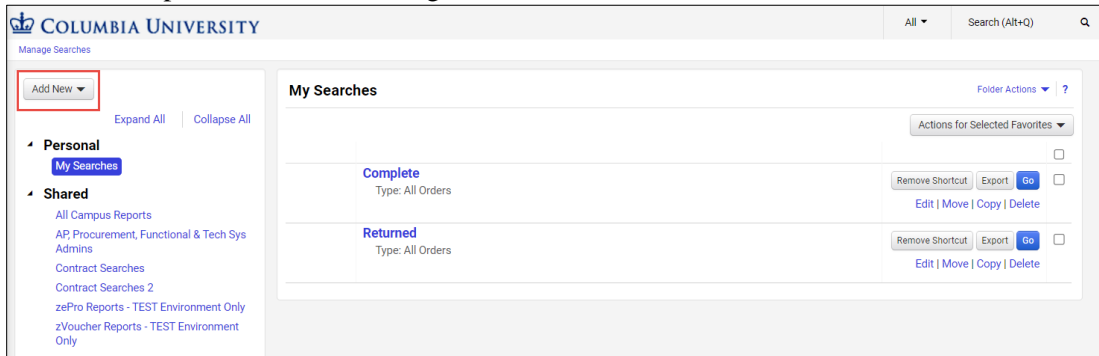 COLUMBIA UNIVERSITY
All
Search (Alt+Q)
Manage Searches
Add New
Expand All
Collapse All
Personal
My Searches
Shared
All Campus Reports
AP, Procurement, Functional & Tech Sys
Admins
Contract Searches
Contract Searches 2
zePro Reports - TEST Environment Only
zVoucher Reports - TEST Environment
Only
My Searches
Folder Actions ?
Actions for Selected Favorites
Complete
Type: All Orders
Remove Shortcut Export Go
Edit | Move | Copy | Delete
Returned
Type: All Orders
Remove Shortcut Export Go
Edit | Move | Copy | Delete